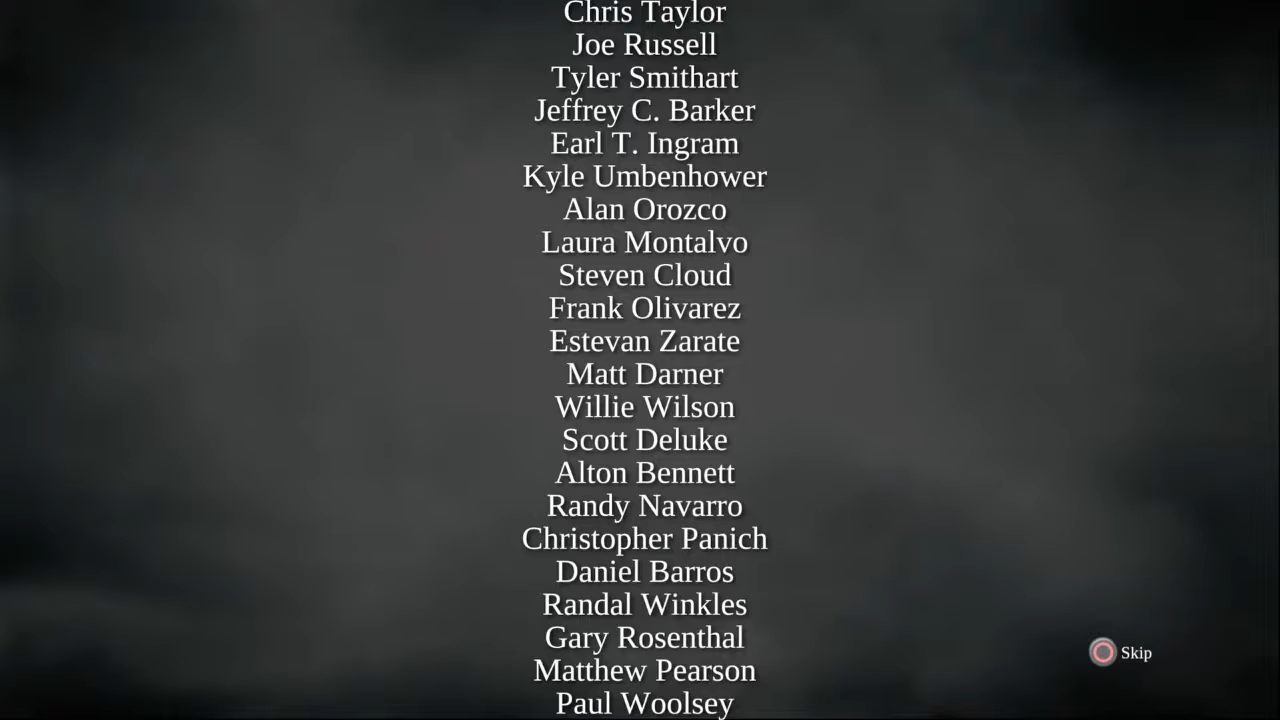 Chris Taylor
Joe Russell
Tyler Smithart
Jeffrey C. Barker
Earl T. Ingram
Kyle Umbenhower
Alan Orozco
Laura Montalvo
Steven Cloud
Frank Olivarez
Estevan Zarate
Matt Darner
Willie Wilson
Scott Deluke
Alton Bennett
Randy Navarro
Christopher Panich
Daniel Barros
Randal Winkles
Gary Rosenthal
Skip
Matthew Pearson
Paul Woolsey